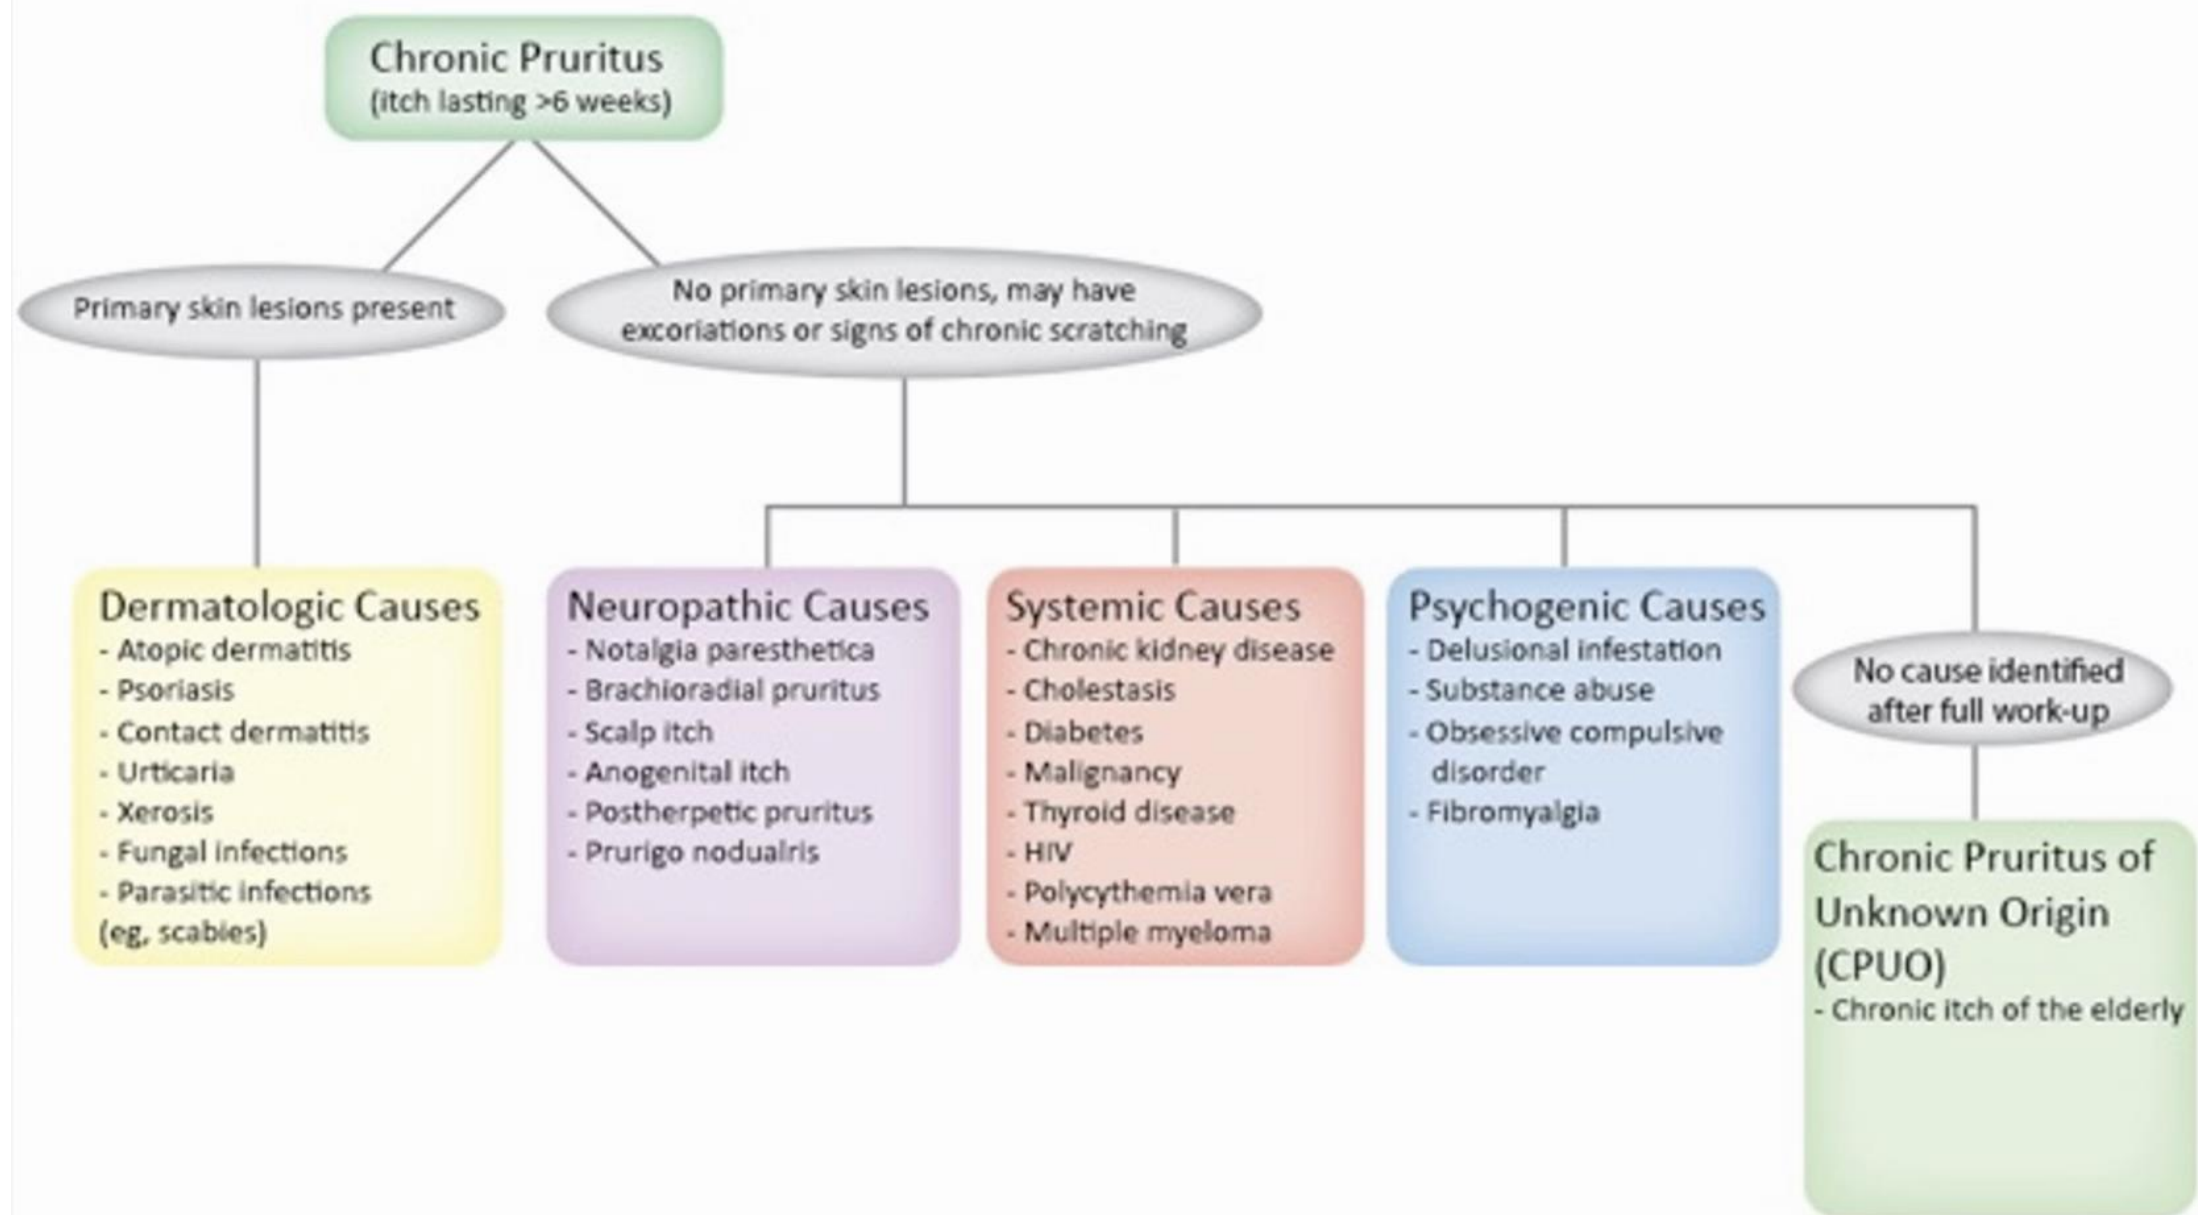 Chronic Pruritus
(itch lasting >6 weeks)
Primary skin lesions present
No primary skin lesions, may have
excoriations or signs of chronic scratching
Dermatologic Causes
- Atopic dermatitis
- Psoriasis
- Contact dermatitis
- Urticaria
- Xerosis
- Fungal infections
- Parasitic infections
(eg, scabies)
Neuropathic Causes
- Notalgia paresthetica
- Brachioradial pruritus
- Scalp itch
- Anogenital itch
- Postherpetic pruritus
- Prurigo nodualris
Systemic Causes
- Chronic kidney disease
- Cholestasis
- Diabetes
- Malignancy
- Thyroid disease
- HIV
- Polycythemia vera
- Multiple myeloma
Psychogenic Causes
- Delusional infestation
- Substance abuse
- Obsessive compulsive
disorder
- Fibromyalgia
No cause identified
after full work-up
Chronic Pruritus of
Unknown Origin
(CPUO)
- Chronic itch of the elderly